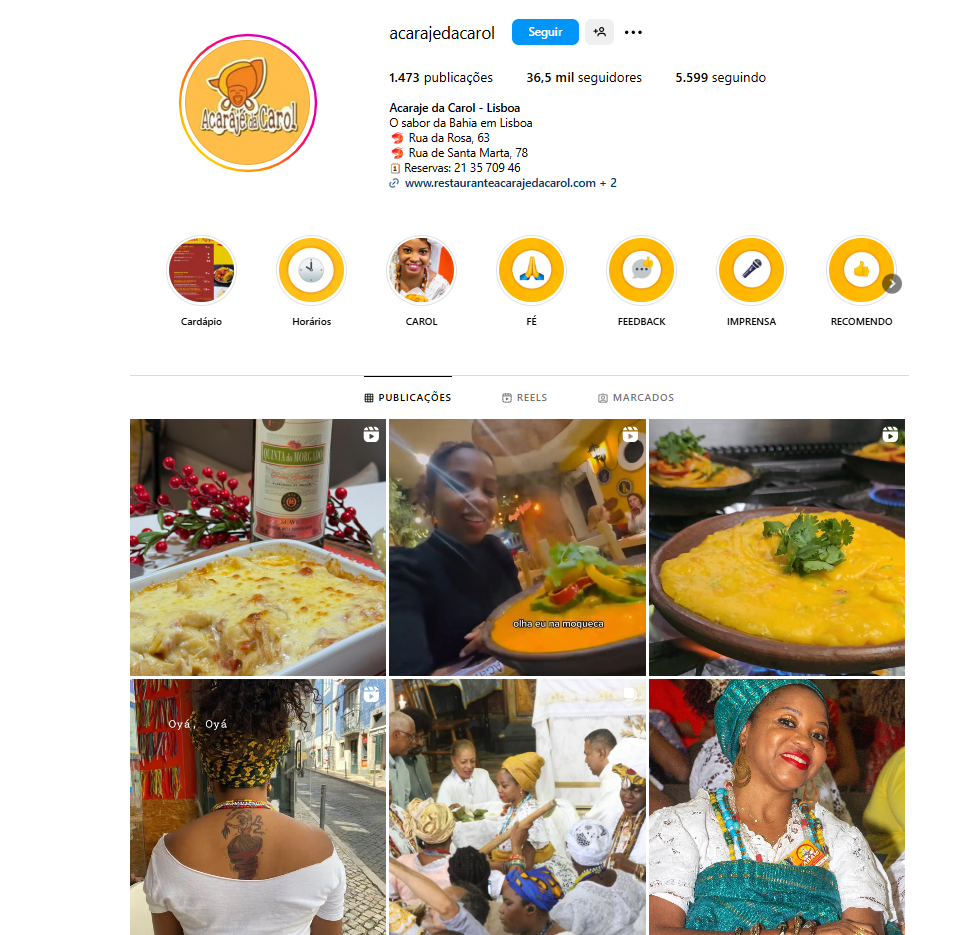 acarajedacarol Seguir
1.473 publicações 36,5 mil seguidores 5.599 seguindo
Acaraje da Carol - Lisboa
O sabor da Bahia em Lisboa
Rua da Rosa, 63
Rua de Santa Marta, 78
Reservas: 21 35 709 46
www.restauranteacarajedacarol.com + 2
Acarajé da Carol
Cardápio Horários CAROL FÉ FEEDBACK IMPRENSA RECOMENDO
PUBLICAÇÕES REELS MARCADOS
QUINTA do MORGADO
SUAVE
olha eu na moqueca
Oyá, Oyá